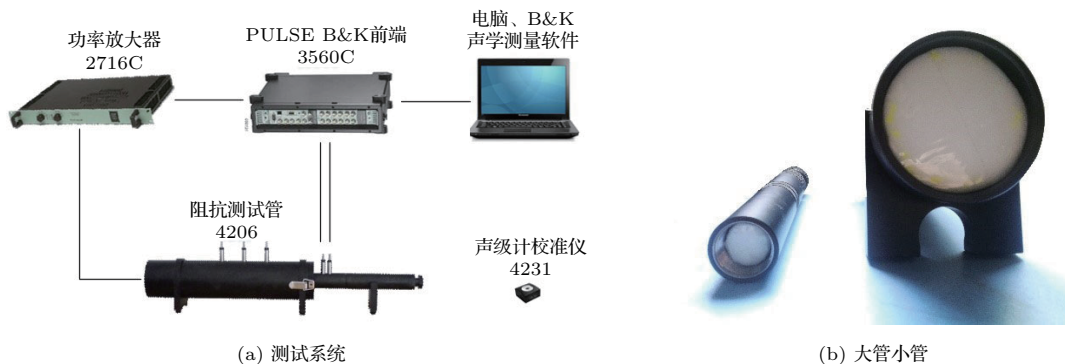 功率放大器
2716C
PULSE B&K前端
3560C
电脑、B&K
声学测量软件
阻抗测试管
4206
声级计校准仪
4231
(a) 测试系统
(b) 大管小管